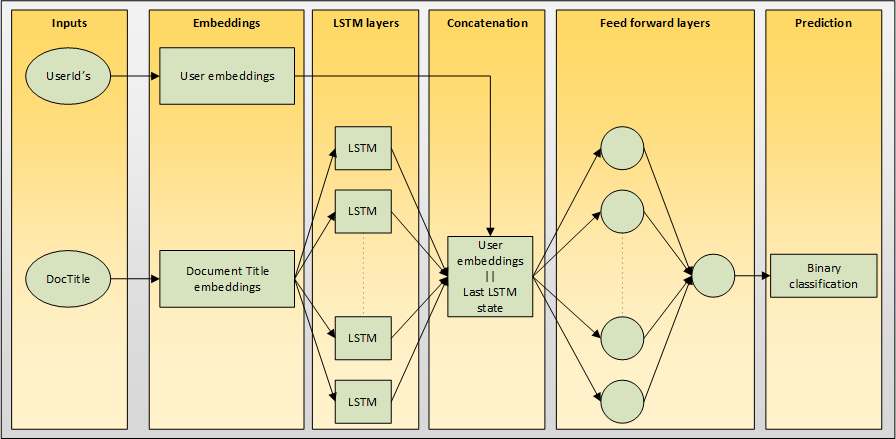 Inputs
Embeddings
LSTM layers
Concatenation
Feed forward layers
Prediction
UserId's
User embeddings
LSTM
LSTM
DocTitle
Document Title
embeddings
User
embeddings
||
Last LSTM
state
Binary
classification
LSTM
LSTM